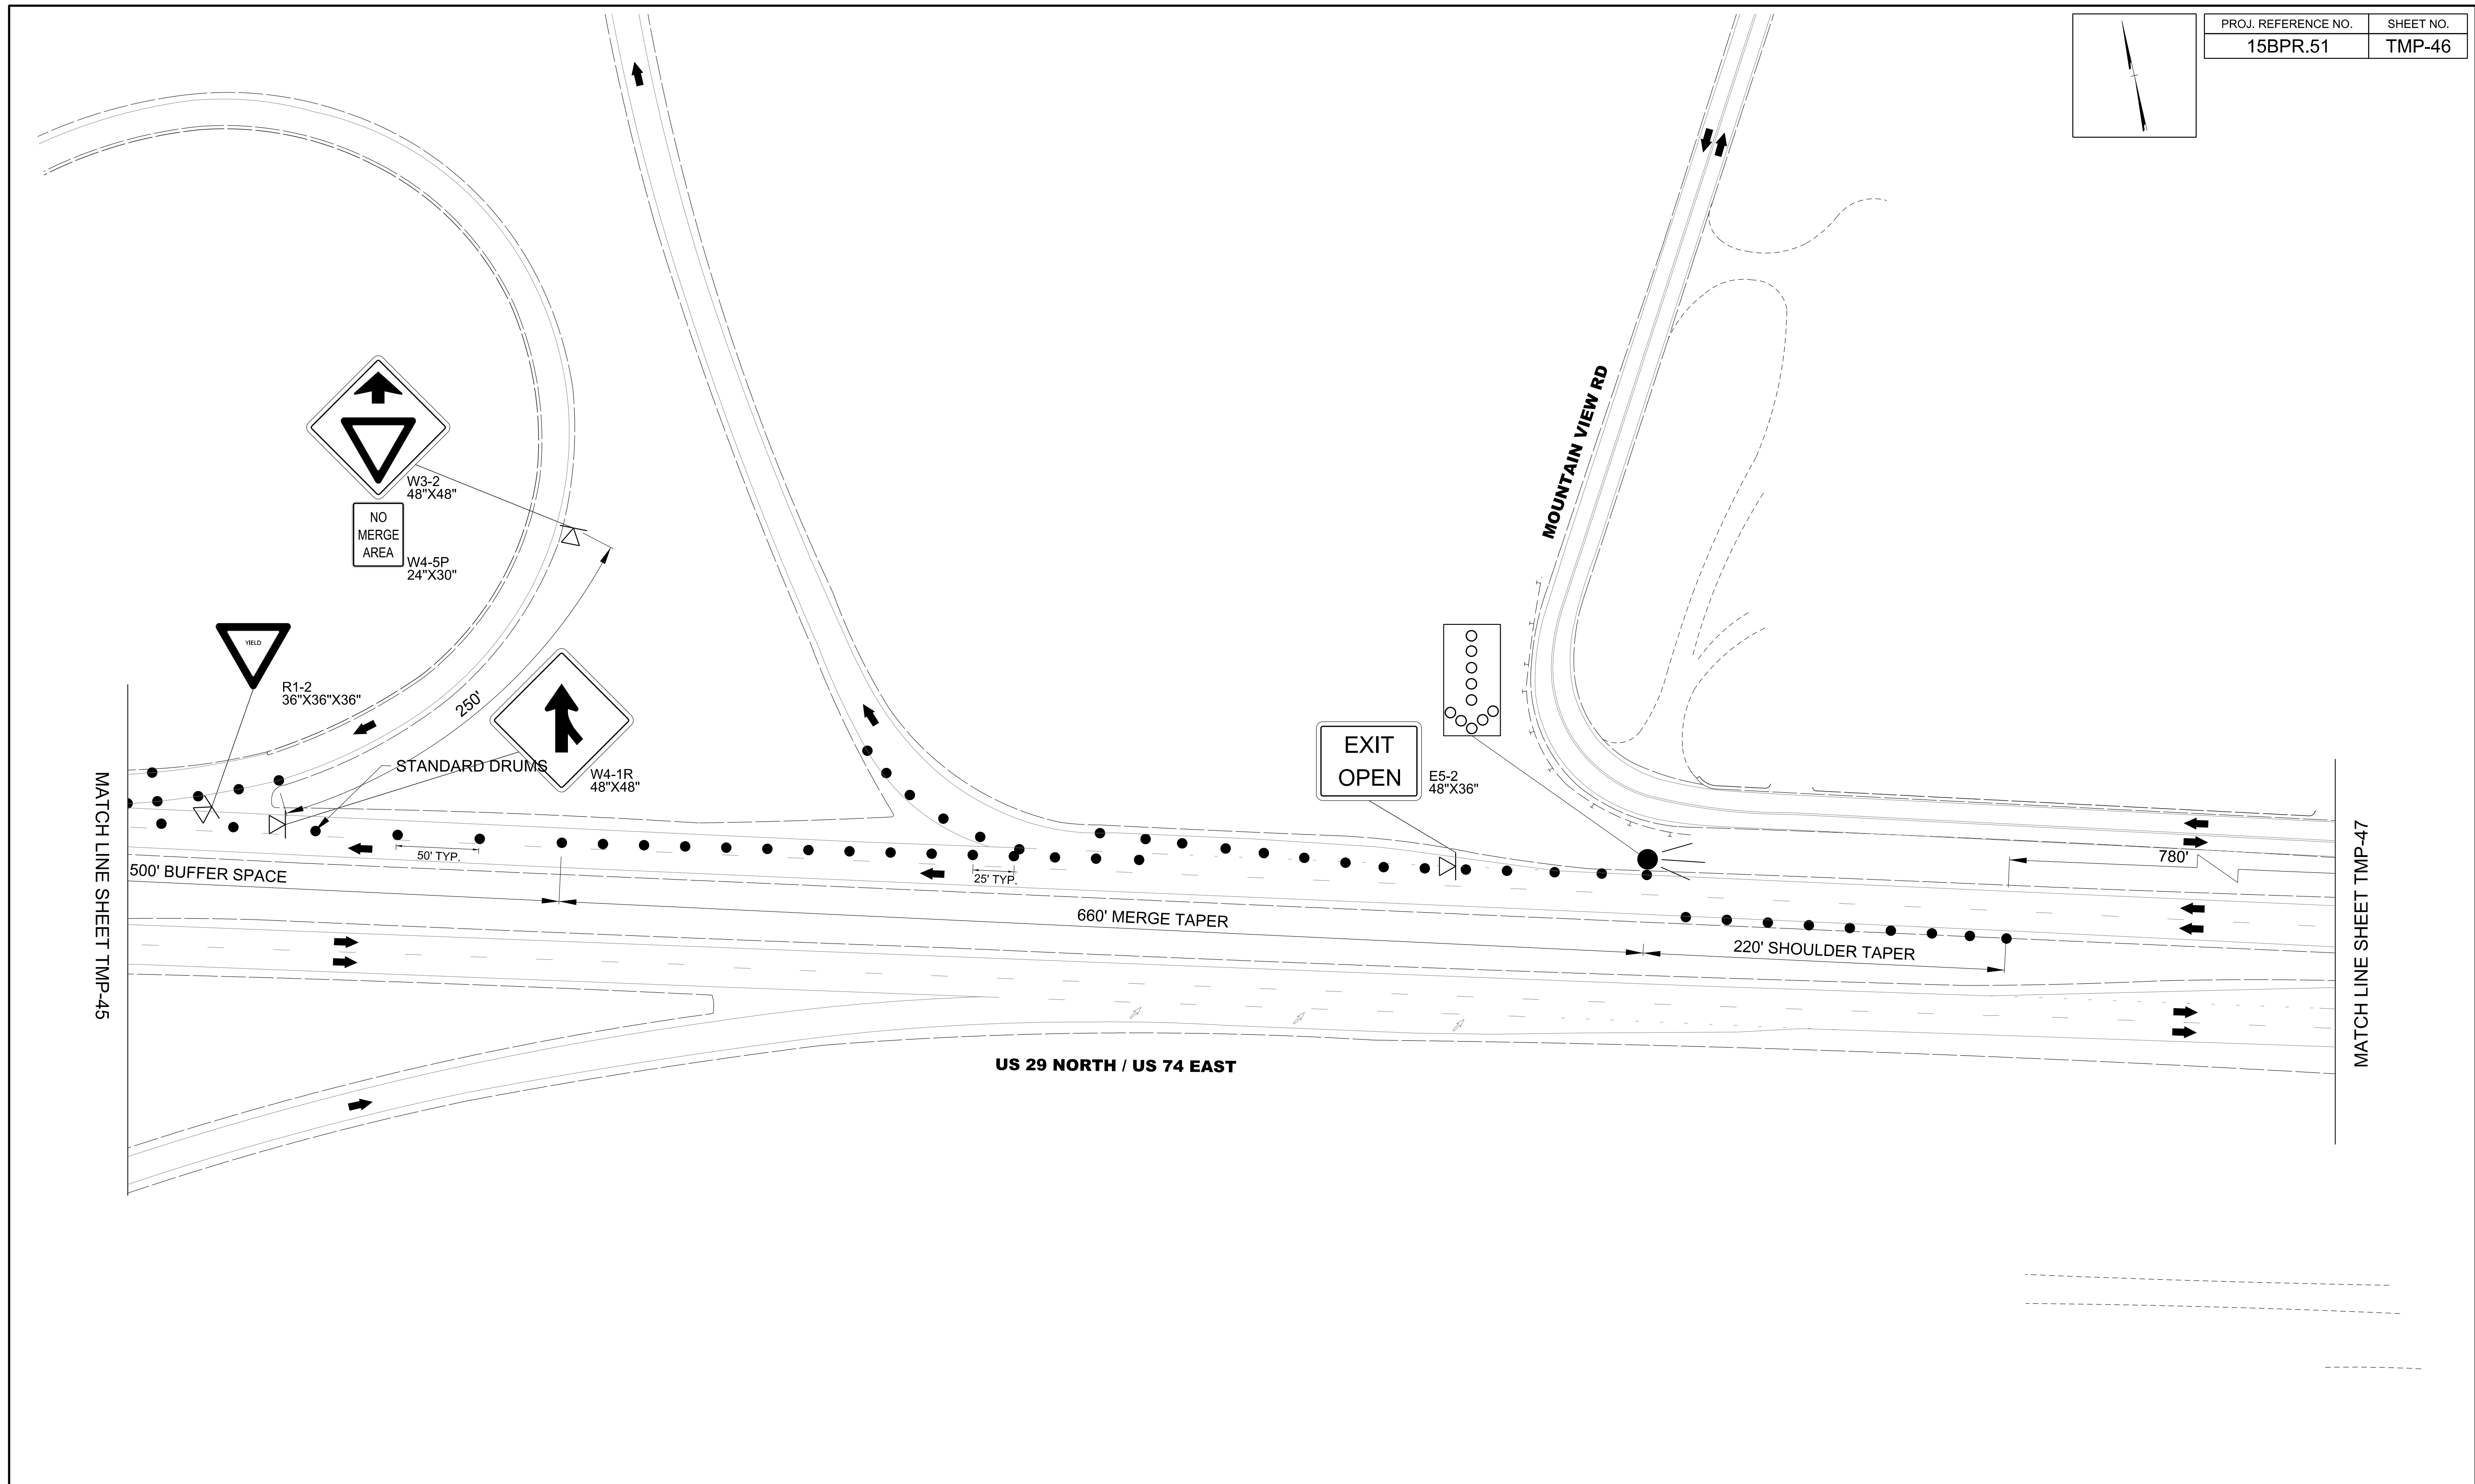 PROJ. REFERENCE NO.
SHEET NO.
15BPR.51
TMP-46
MOUNTAIN VIEW RD
W3-2
48"X48"
NO
MERGE
AREA
W4-5P
24"X30"
YIELD
R1-2
36"X36"X36"
250'
STANDARD DRUMS
W4-1R
48"X48"
EXIT
OPEN
E5-2
48"X36"
MATCH LINE SHEET TMP-45
50' TYP.
25' TYP.
500' BUFFER SPACE
660' MERGE TAPER
220' SHOULDER TAPER
780'
MATCH LINE SHEET TMP-47
US 29 NORTH / US 74 EAST